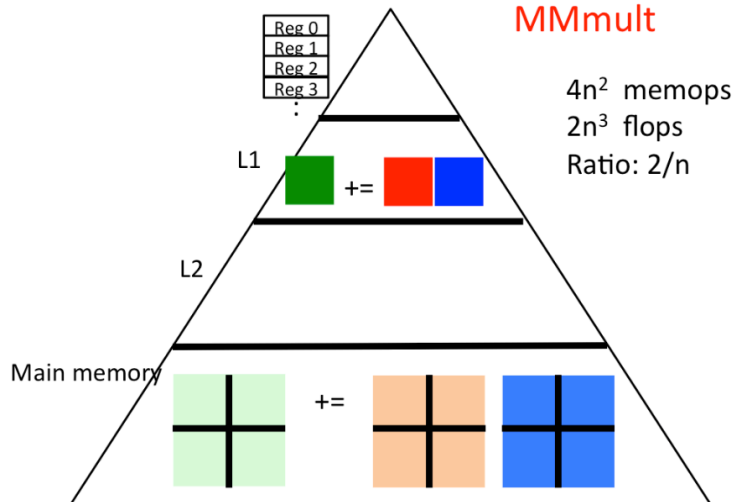 MMmult
Reg 0
Reg 1
Reg 2
Reg 3
⋮
4n² memops
2n³ flops
Ratio: 2/n
L1
+=
L2
Main memory
+=